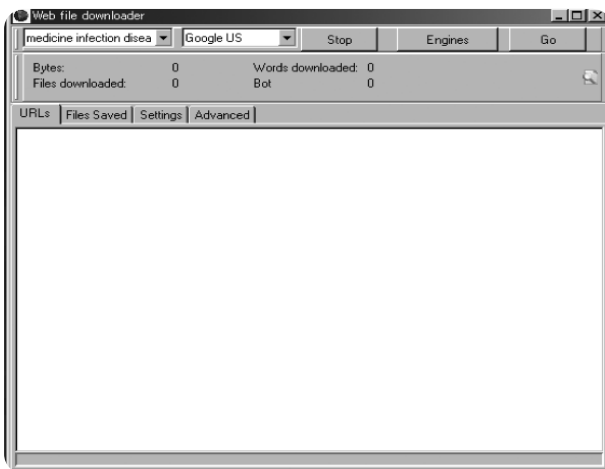 Web file downloader
medicine infection disea Google US Stop Engines Go
Bytes: 0 Words downloaded: 0
Files downloaded: 0 Bot 0
URLs Files Saved Settings Advanced